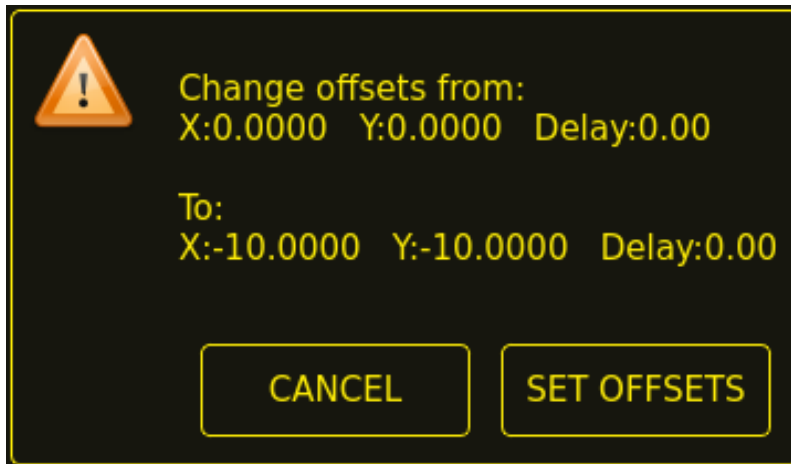 Change offsets from:
X:0.0000 Y:0.0000 Delay:0.00
To:
X:-10.0000 Y:-10.0000 Delay:0.00
CANCEL SET OFFSETS